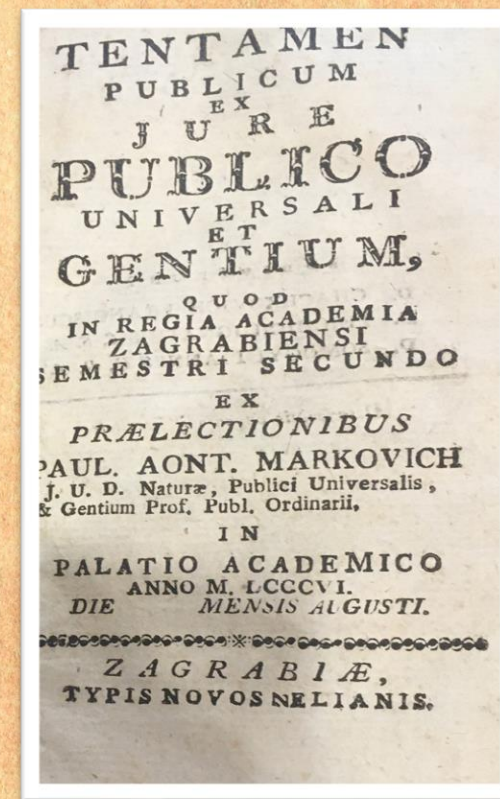 TENTAMEN
PUBLICUM
EX
JURE
PUBLICO
UNIVERSALI
ET
GENTIUM,
QUOD
IN REGIA ACADEMIA
ZAGRABIENSI
SEMESTRI SECUNDO
EX
PRÆLECTIONIBUS
PAUL. AONT. MARKOVICH
J. U. D. Naturæ, Publici Universalis,
& Gentium Prof. Publ. Ordinarii,
IN
PALATIO ACADEMICO
ANNO M. LCCCVI.
DIE MENSIS AUGUSTI.
ZAGRABIÆ,
TYPIS NOVOSNELIANIS.